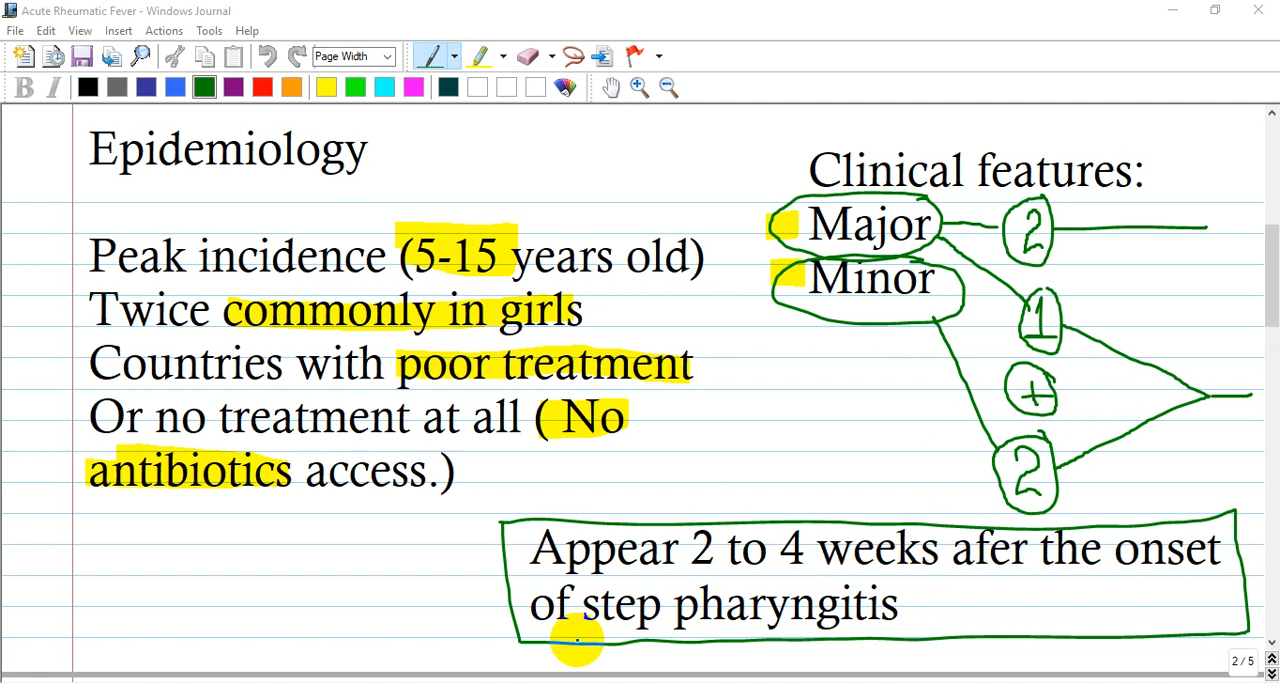 Acute Rheumatic Fever - Windows Journal
File Edit View Insert Actions Tools Help
Page Width
B I
Epidemiology
Peak incidence (5-15 years old)
Twice commonly in girls
Countries with poor treatment
Or no treatment at all ( No
antibiotics access.)
Clinical features:
Major 2
Minor
1
+
2
Appear 2 to 4 weeks afer the onset
of step pharyngitis
2 / 5